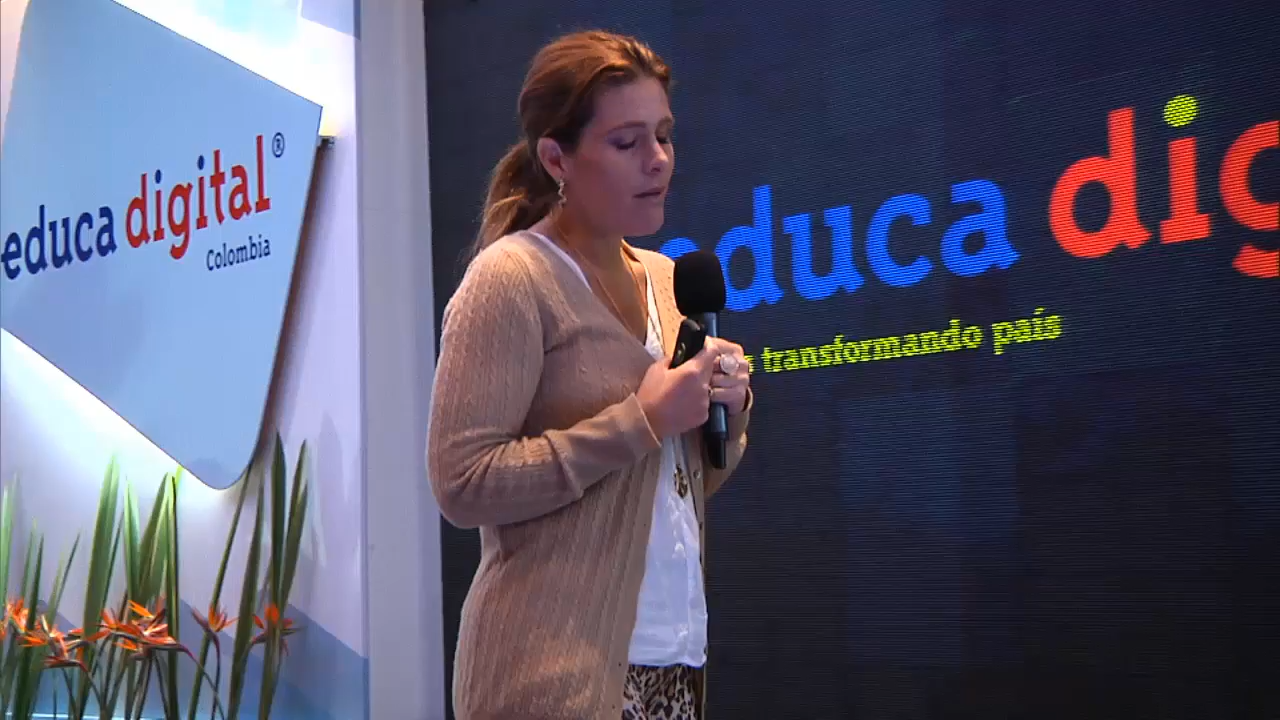 educa digital®
Colombia
educa dig
transformando país